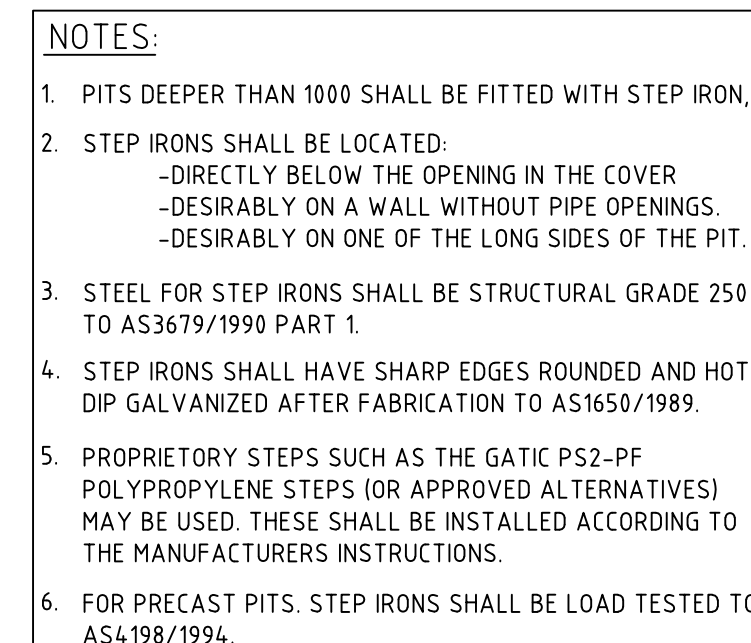 NOTES:
1. PITS DEEPER THAN 1000 SHALL BE FITTED WITH STEP IRON,
2. STEP IRONS SHALL BE LOCATED:
-DIRECTLY BELOW THE OPENING IN THE COVER
-DESIRABLY ON A WALL WITHOUT PIPE OPENINGS.
-DESIRABLY ON ONE OF THE LONG SIDES OF THE PIT.
3. STEEL FOR STEP IRONS SHALL BE STRUCTURAL GRADE 250
TO AS3679/1990 PART 1.
4. STEP IRONS SHALL HAVE SHARP EDGES ROUNDED AND HOT
DIP GALVANIZED AFTER FABRICATION TO AS1650/1989.
5. PROPRIETORY STEPS SUCH AS THE GATIC PS2-PF
POLYPROPYLENE STEPS (OR APPROVED ALTERNATIVES)
MAY BE USED. THESE SHALL BE INSTALLED ACCORDING TO
THE MANUFACTURERS INSTRUCTIONS.
6. FOR PRECAST PITS. STEP IRONS SHALL BE LOAD TESTED TO
AS4198/1994.